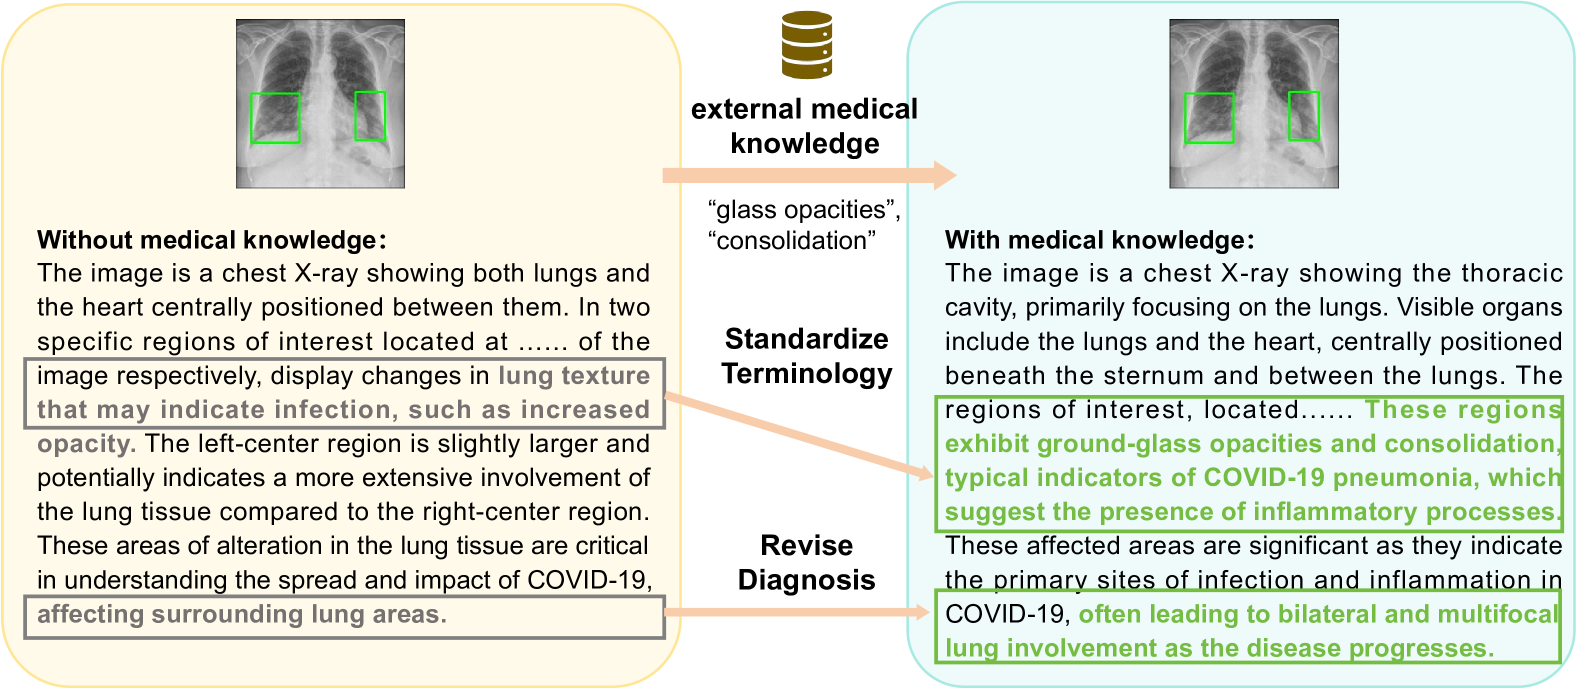 Without medical knowledge:
The image is a chest X-ray showing both lungs and
the heart centrally positioned between them. In two
specific regions of interest located at …… of the
image respectively, display changes in lung texture
that may indicate infection, such as increased
opacity. The left-center region is slightly larger and
potentially indicates a more extensive involvement of
the lung tissue compared to the right-center region.
These areas of alteration in the lung tissue are critical
in understanding the spread and impact of COVID-19,
affecting surrounding lung areas.
external medical
knowledge
“glass opacities”,
“consolidation”
Standardize
Terminology
Revise
Diagnosis
With medical knowledge:
The image is a chest X-ray showing the thoracic
cavity, primarily focusing on the lungs. Visible organs
include the lungs and the heart, centrally positioned
beneath the sternum and between the lungs. The
regions of interest, located…… These regions
exhibit ground-glass opacities and consolidation,
typical indicators of COVID-19 pneumonia, which
suggest the presence of inflammatory processes.
These affected areas are significant as they indicate
the primary sites of infection and inflammation in
COVID-19, often leading to bilateral and multifocal
lung involvement as the disease progresses.